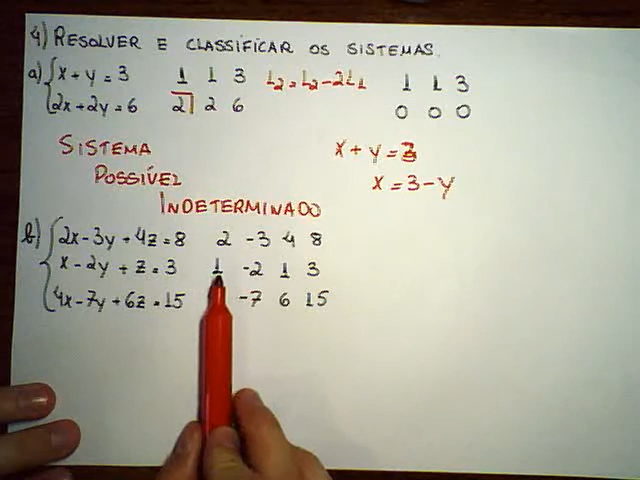 4) RESOLVER E CLASSIFICAR OS SISTEMAS.
a) { x + y = 3 1 1 3 L2 = L2 - 2L1 1 1 3
2x + 2y = 6 2 2 6 0 0 0
SISTEMA x + y = 3
POSSÍVEL x = 3 - y
INDETERMINADO
b) { 2x - 3y + 4z = 8 2 -3 4 8
x - 2y + z = 3 1 -2 1 3
4x - 7y + 6z = 15 -7 6 15